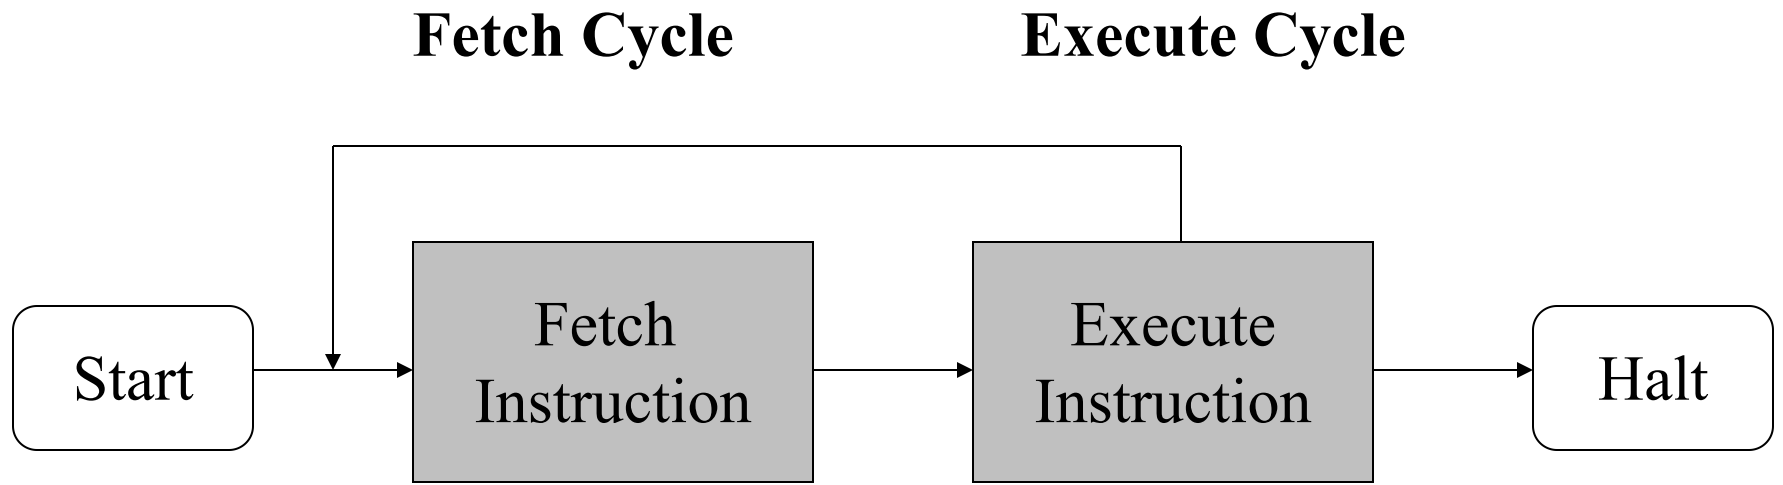 Fetch Cycle
Execute Cycle
Start
Fetch
Instruction
Execute
Instruction
Halt